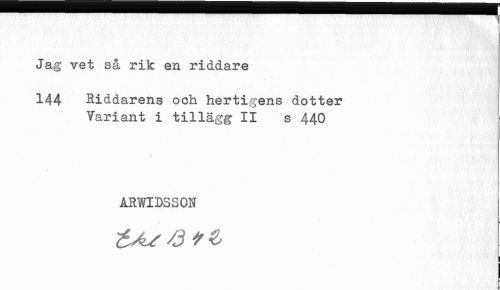 Jag vet så rik en riddare
144 Riddarens och hertigens dotter
Variant i tillägg II s 440
ARWIDSSON
Ekl B 42